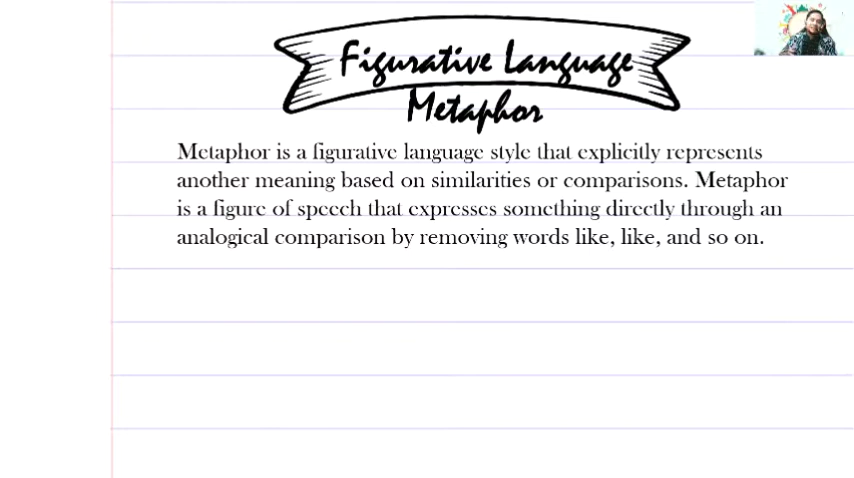 Figurative Language
Metaphor
Metaphor is a figurative language style that explicitly represents
another meaning based on similarities or comparisons. Metaphor
is a figure of speech that expresses something directly through an
analogical comparison by removing words like, like, and so on.